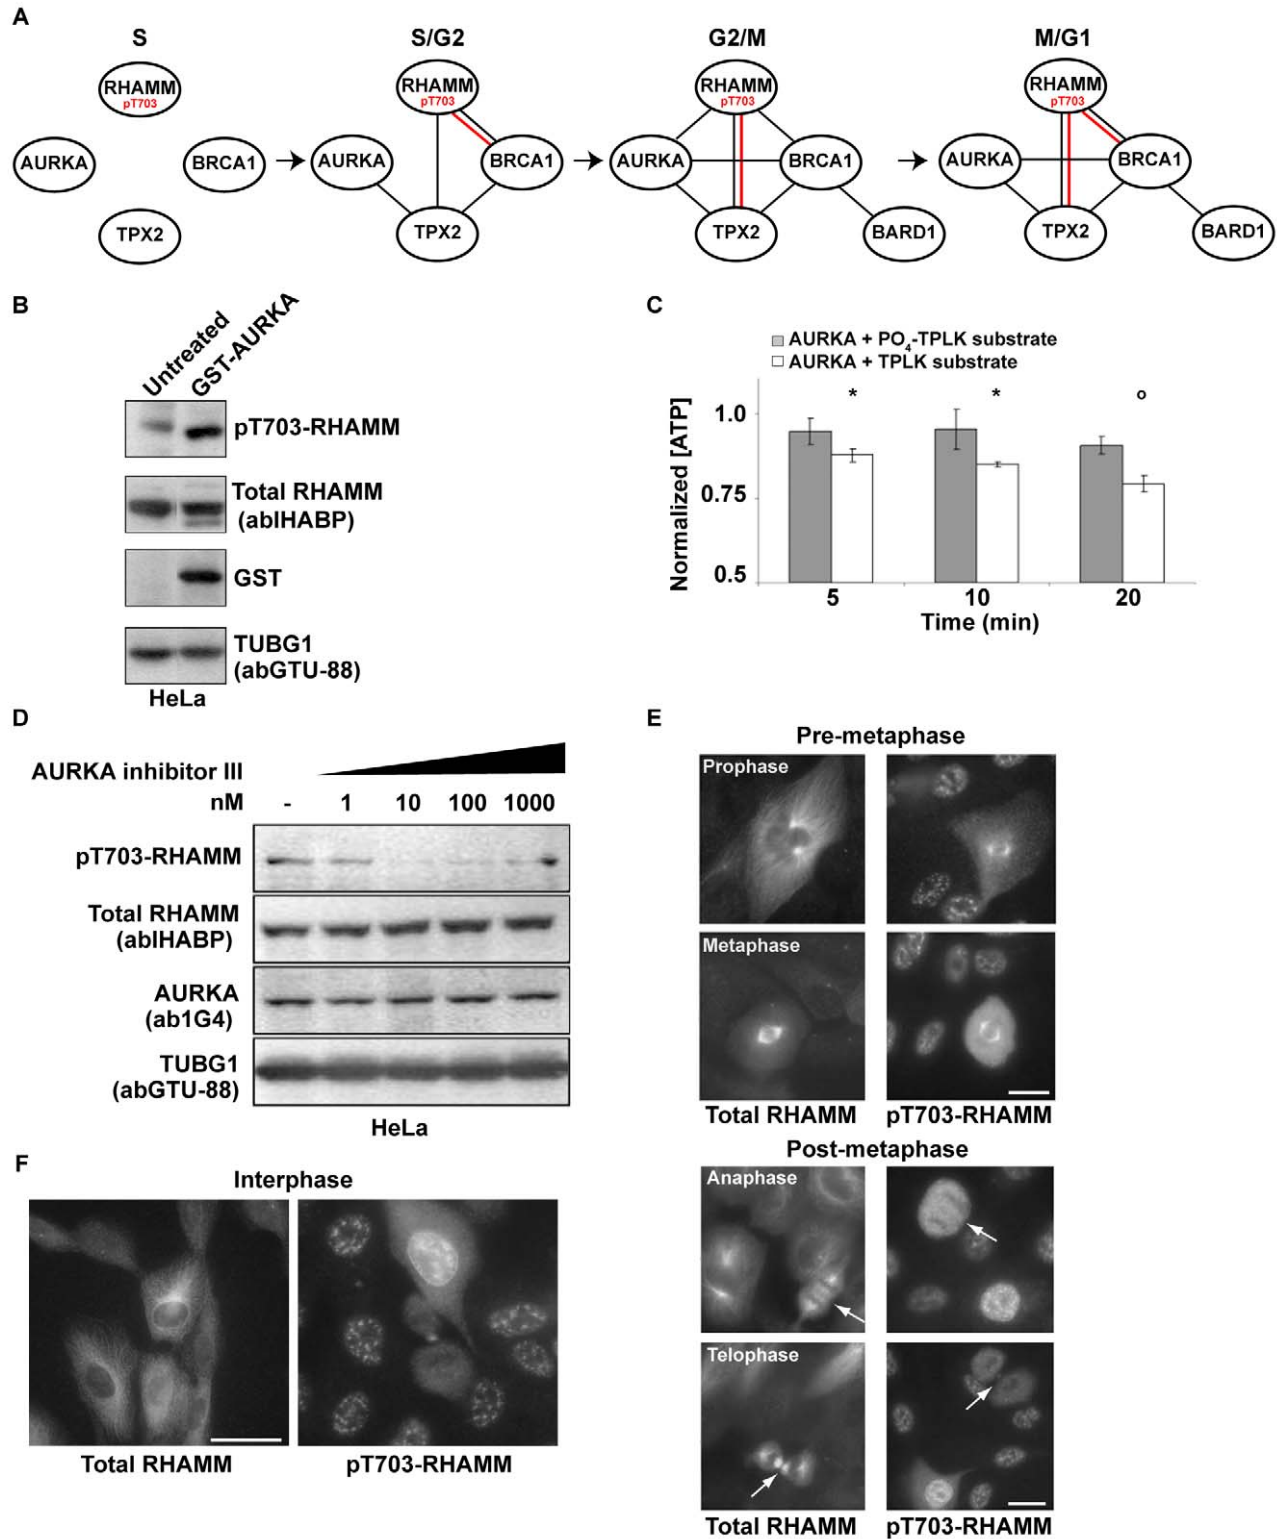 A
S
S/G2
G2/M
M/G1
RHAMM
pT703
AURKA
BRCA1
TPX2
RHAMM
pT703
AURKA
BRCA1
TPX2
RHAMM
pT703
AURKA
BRCA1
TPX2
BARD1
RHAMM
pT703
AURKA
BRCA1
TPX2
BARD1
B
Untreated
GST-AURKA
pT703-RHAMM
Total RHAMM
(abIHABP)
GST
TUBG1
(abGTU-88)
HeLa
C
AURKA + PO4-TPLK substrate
AURKA + TPLK substrate
Normalized [ATP]
1.0
0.75
0.5
* * o
5 10 20
Time (min)
D
AURKA inhibitor III
nM - 1 10 100 1000
pT703-RHAMM
Total RHAMM
(abIHABP)
AURKA
(ab1G4)
TUBG1
(abGTU-88)
HeLa
E
Pre-metaphase
Prophase
Metaphase
Total RHAMM pT703-RHAMM
Post-metaphase
Anaphase
Telophase
Total RHAMM pT703-RHAMM
F
Interphase
Total RHAMM pT703-RHAMM